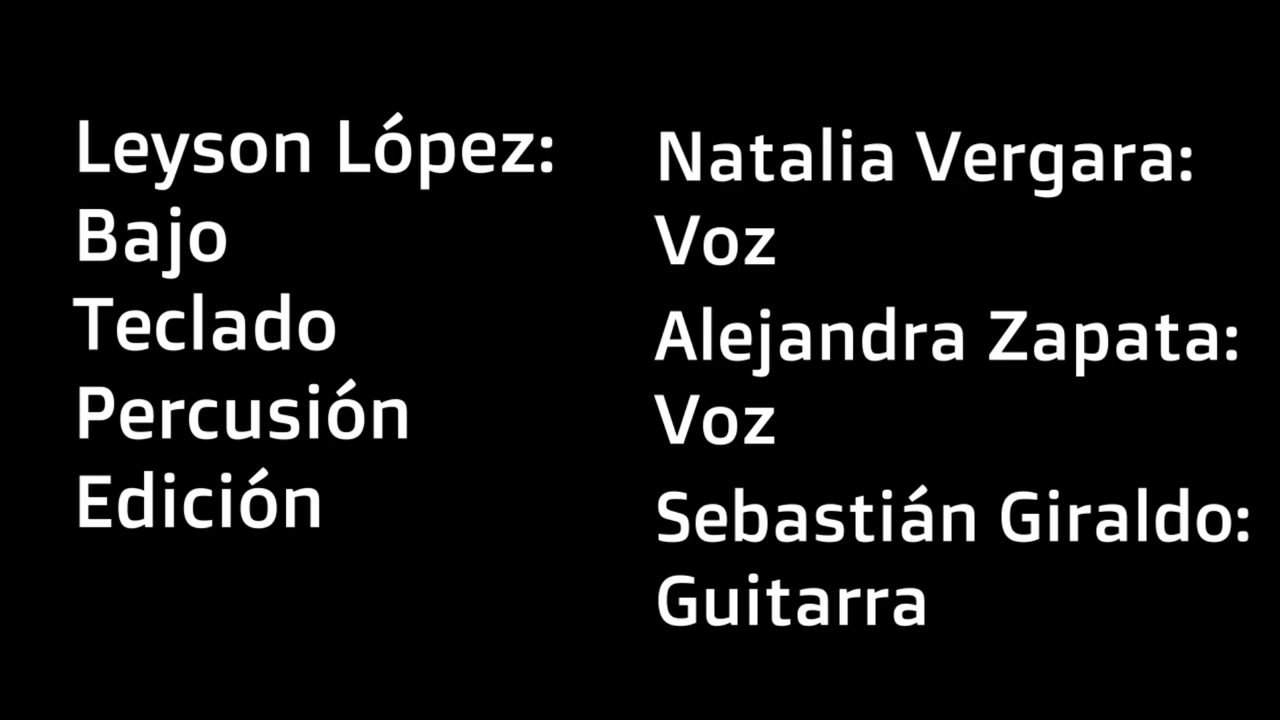 Leyson López:
Bajo
Teclado
Percusión
Edición
Natalia Vergara:
Voz
Alejandra Zapata:
Voz
Sebastián Giraldo:
Guitarra